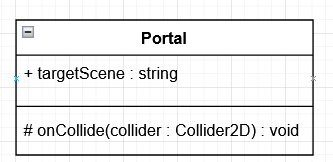 Portal
+ targetScene : string
# onCollide(collider : Collider2D) : void